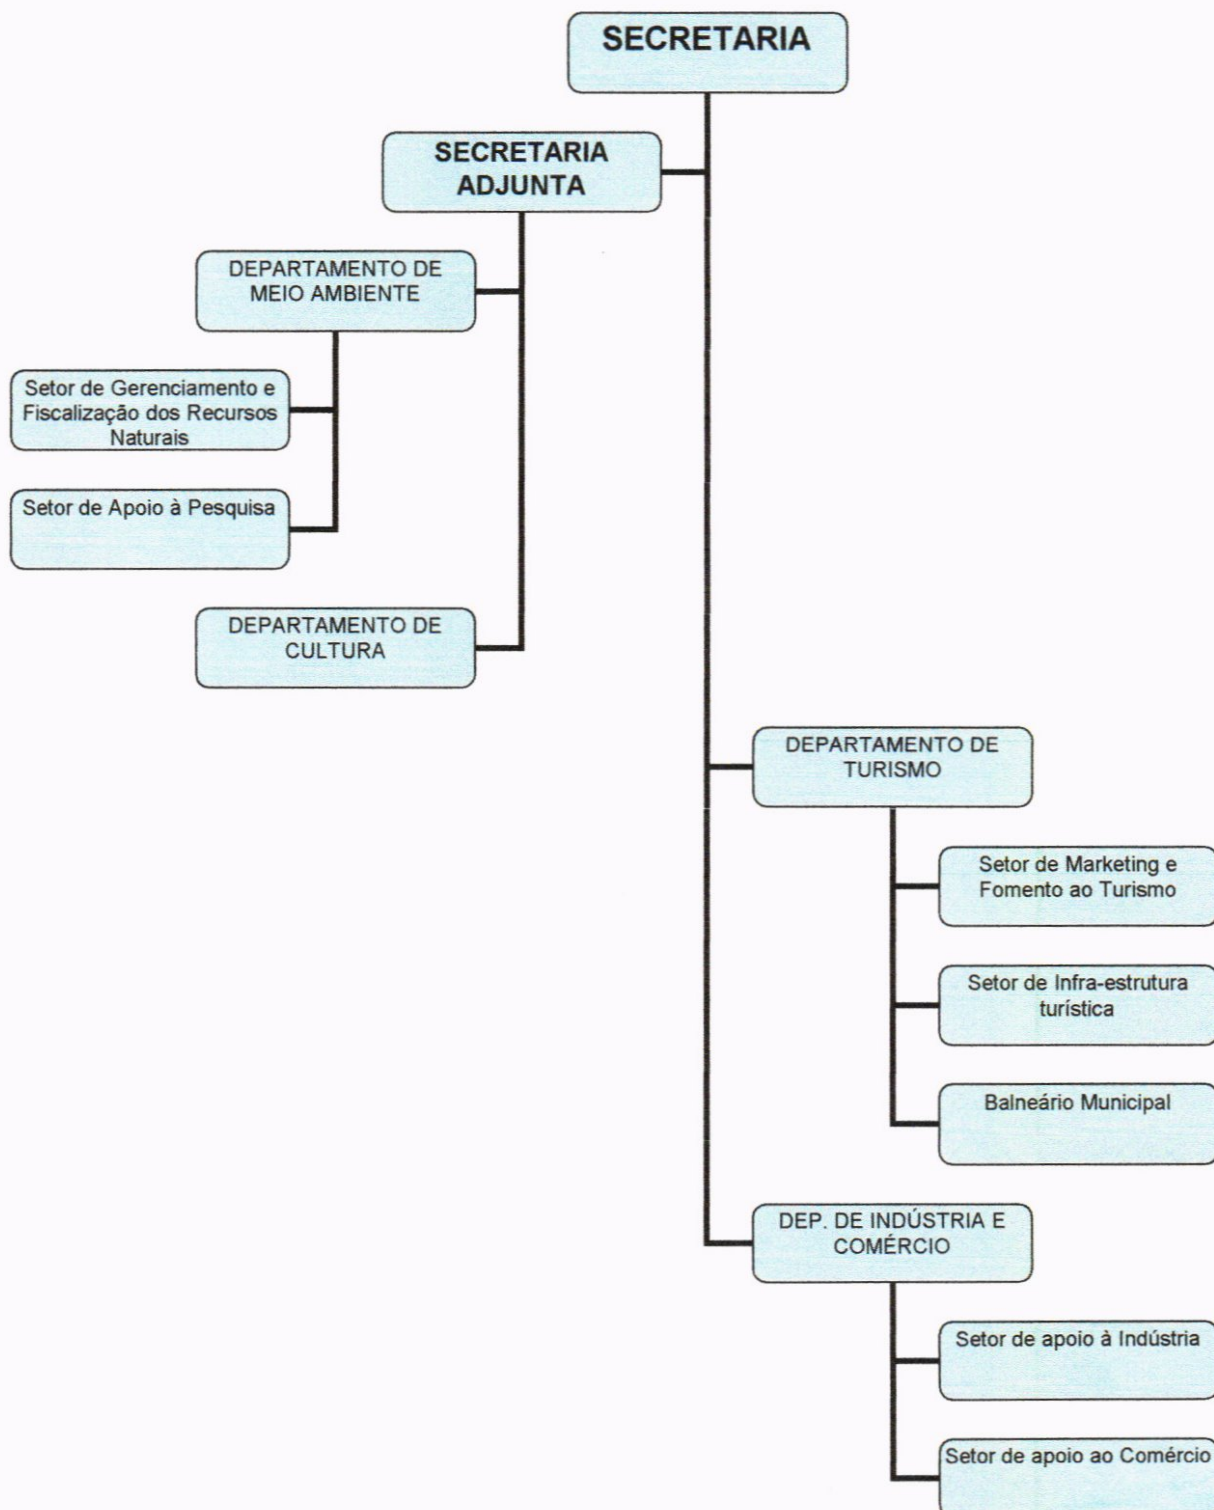 SECRETARIA
SECRETARIA
ADJUNTA
DEPARTAMENTO DE
MEIO AMBIENTE
Setor de Gerenciamento e
Fiscalização dos Recursos
Naturais
Setor de Apoio à Pesquisa
DEPARTAMENTO DE
CULTURA
DEPARTAMENTO DE
TURISMO
Setor de Marketing e
Fomento ao Turismo
Setor de Infra-estrutura
turística
Balneário Municipal
DEP. DE INDÚSTRIA E
COMÉRCIO
Setor de apoio à Indústria
Setor de apoio ao Comércio